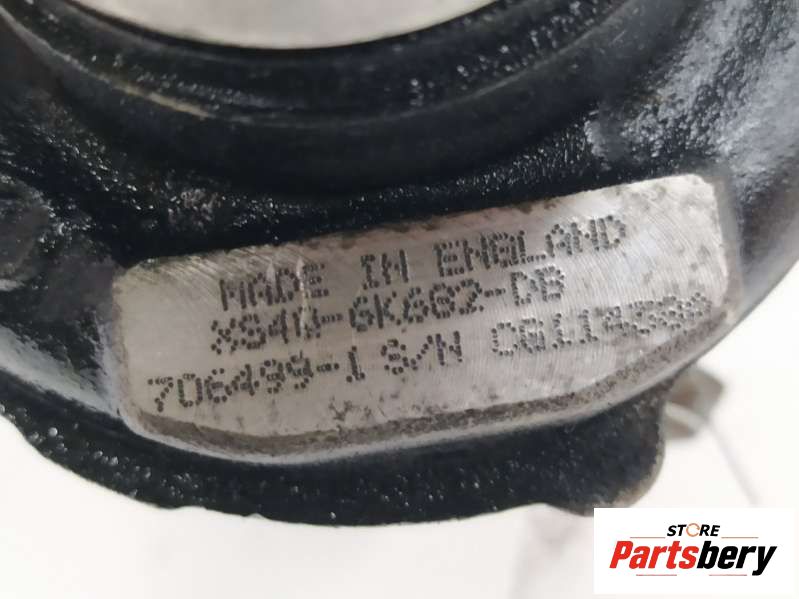 MADE IN ENGLAND
XS4Q-6K682-DB
706499-1 S/N
STORE
Partsbery